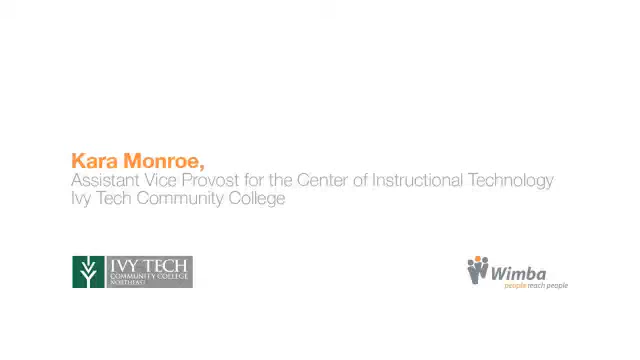 Kara Monroe,
Assistant Vice Provost for the Center of Instructional Technology
Ivy Tech Community College
IVY TECH
COMMUNITY COLLEGE
NORTHEAST
Wimba
people reach people